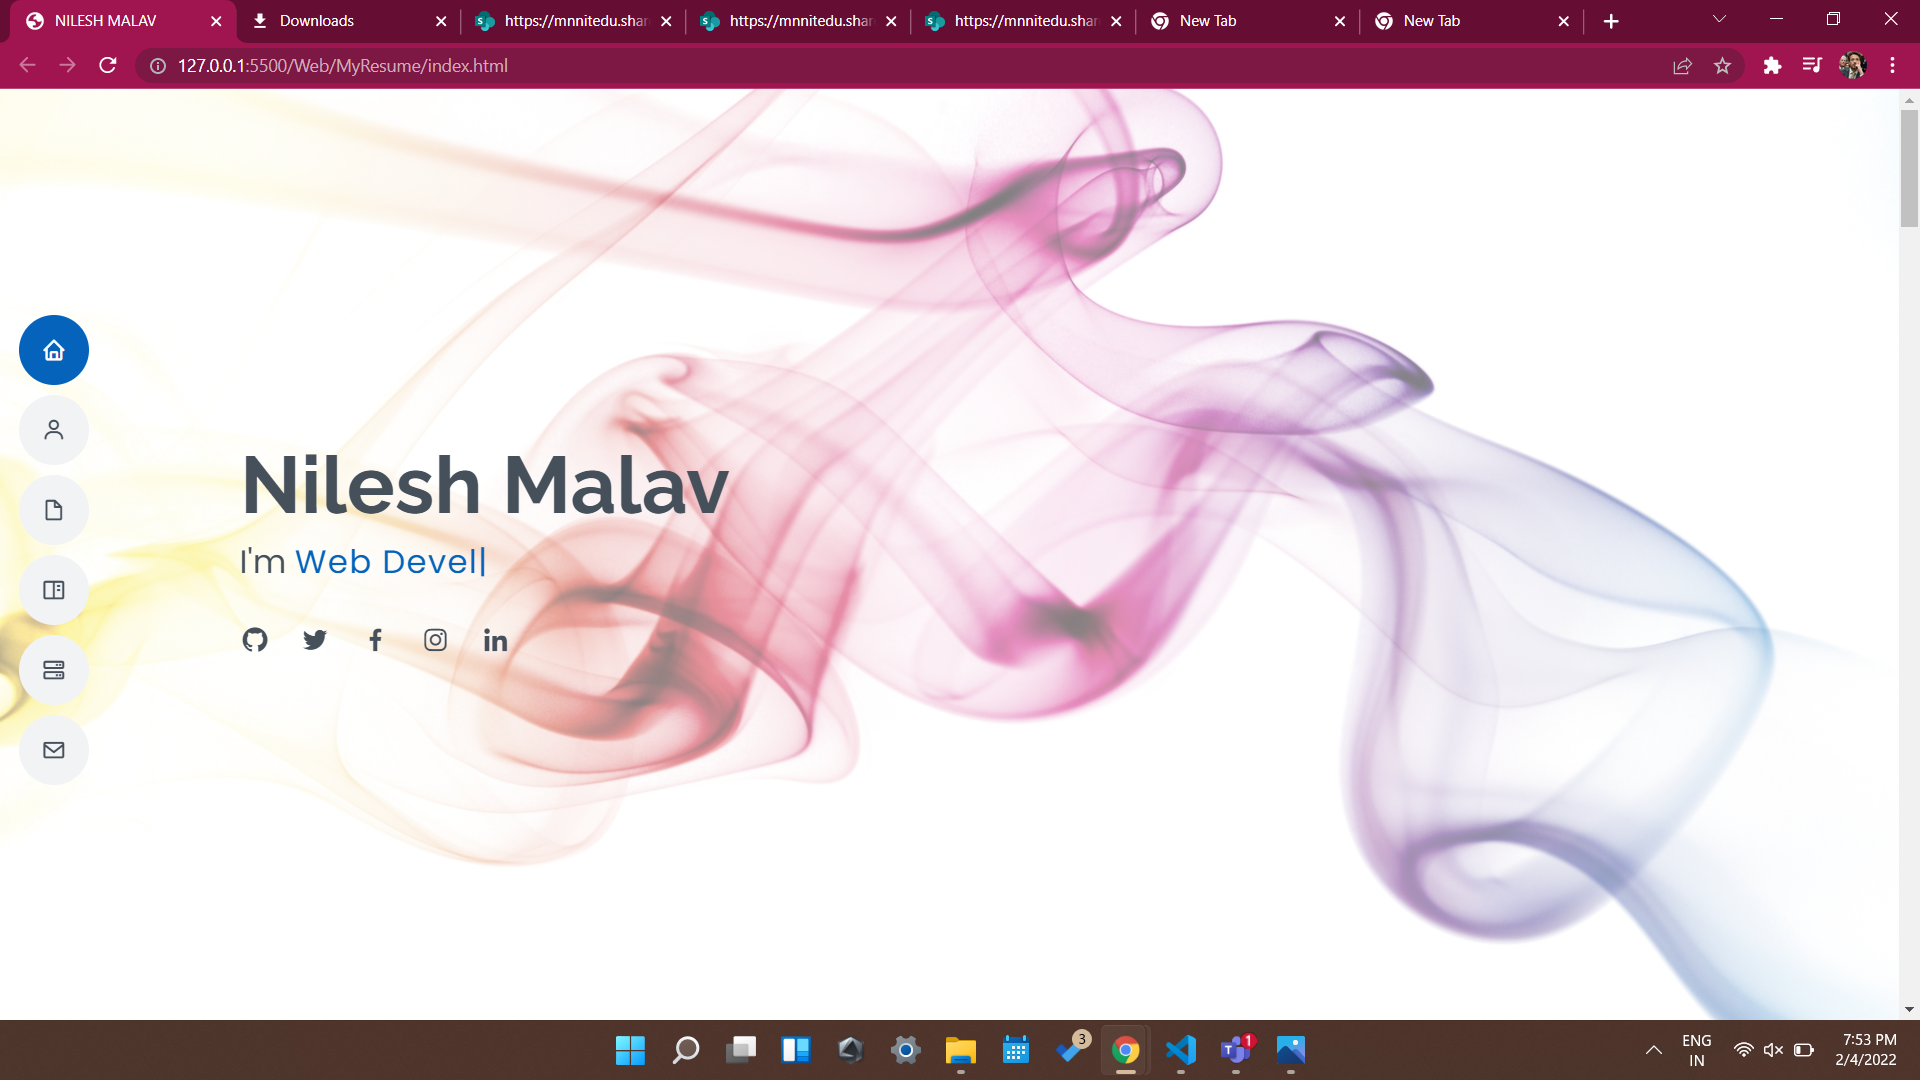 NILESH MALAV
Downloads
https://mnnitedu.shar
https://mnnitedu.shar
https://mnnitedu.shar
New Tab
New Tab
127.0.0.1:5500/Web/MyResume/index.html
Nilesh Malav
I'm Web Devel|
3
1
ENG
IN
7:53 PM
2/4/2022